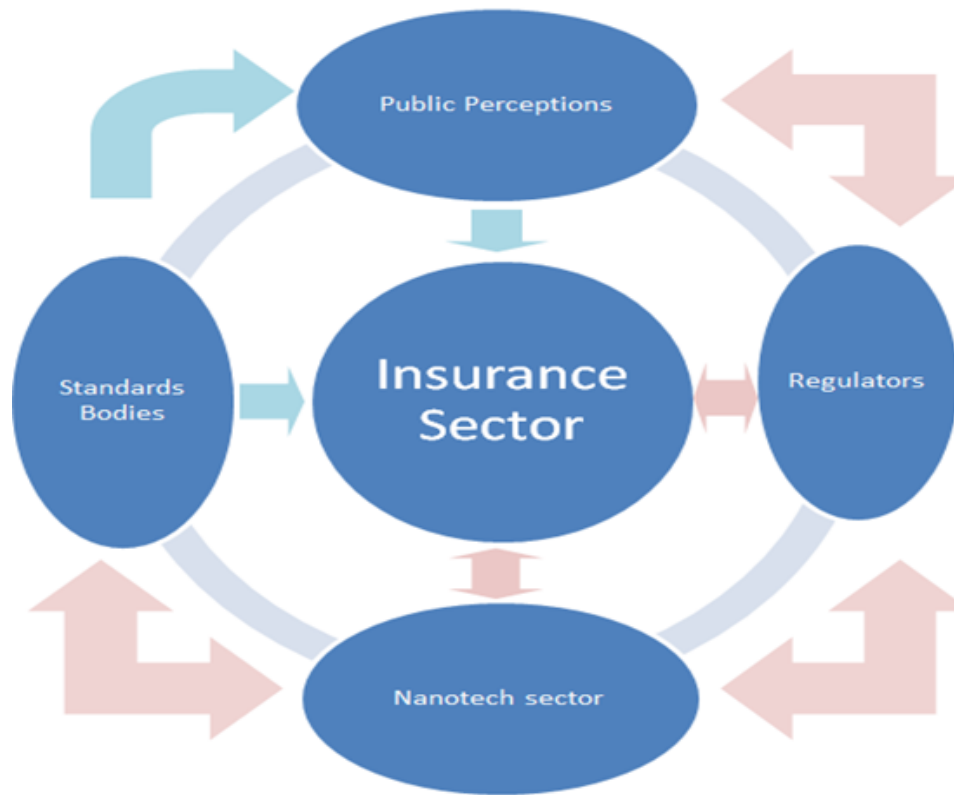 Public Perceptions
Standards
Bodies
Insurance
Sector
Regulators
Nanotech sector